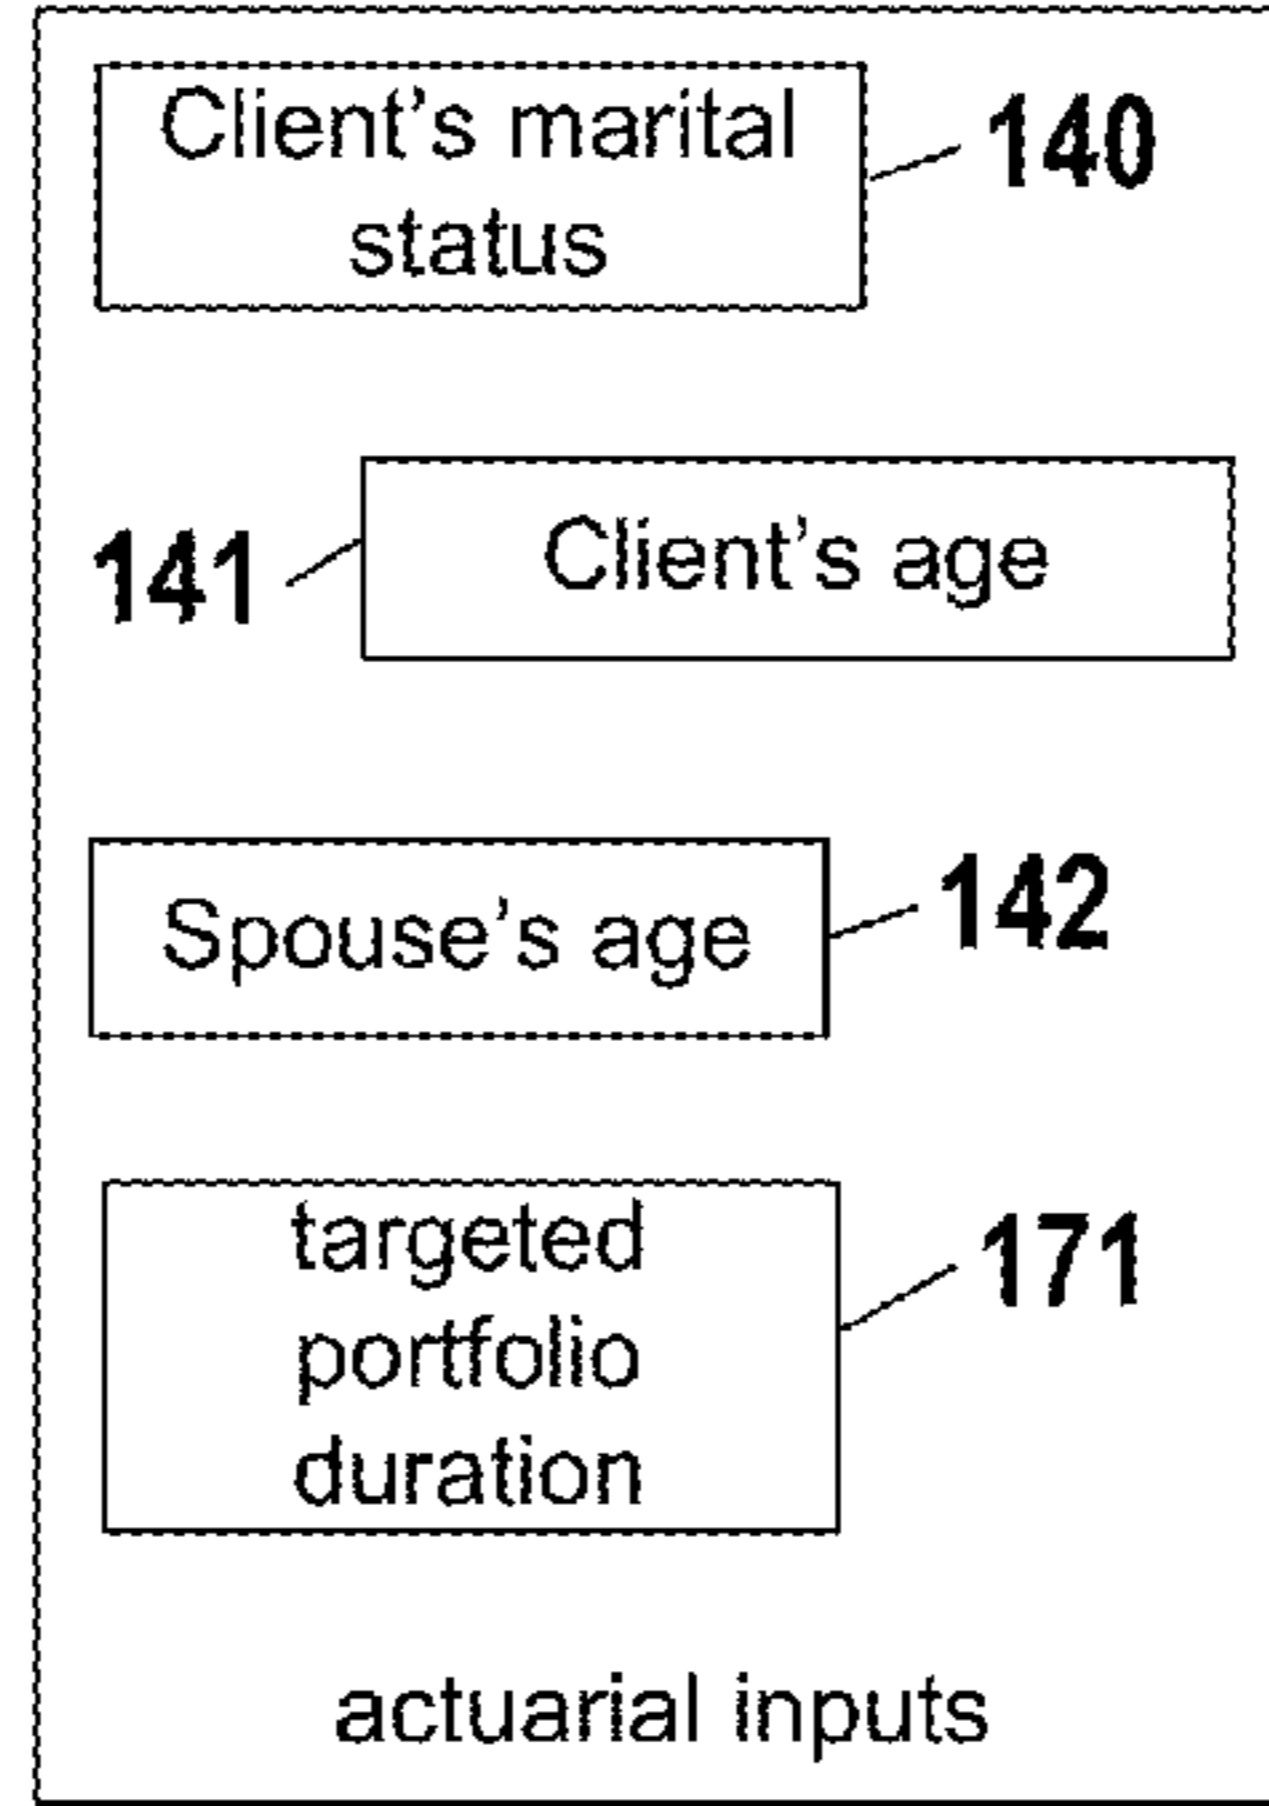 Client's marital
status
140
141
Client's age
Spouse's age
142
targeted
portfolio
duration
171
actuarial inputs